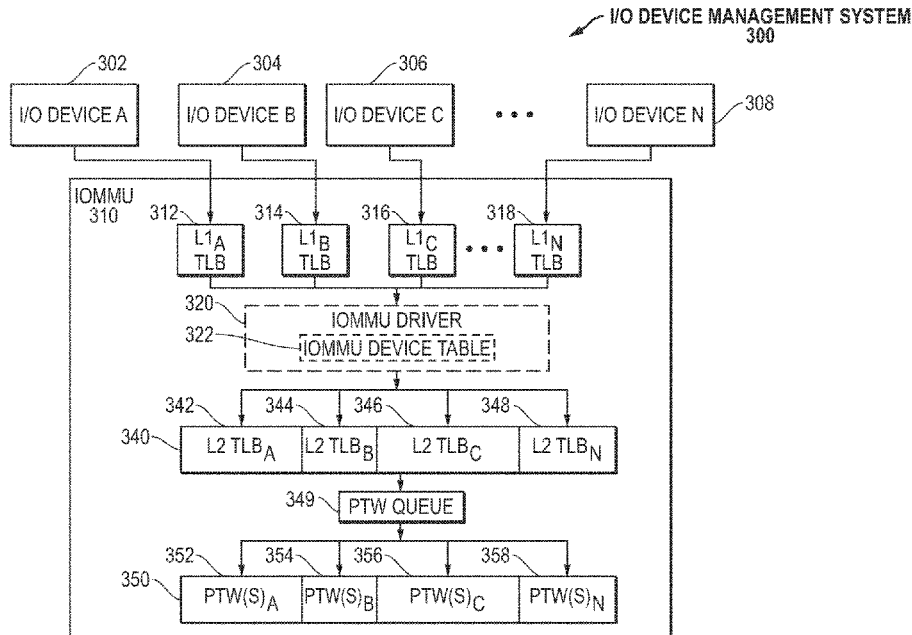 I/O DEVICE MANAGEMENT SYSTEM
300
302
304
306
I/O DEVICE A
I/O DEVICE B
I/O DEVICE C
• • •
I/O DEVICE N
308
IOMMU
310
312
314
316
318
L1A
TLB
L1B
TLB
L1C
TLB
• • •
L1N
TLB
320
IOMMU DRIVER
322
IOMMU DEVICE TABLE
342
344
346
348
340
L2 TLBA
L2 TLBB
L2 TLBC
L2 TLBN
349
PTW QUEUE
352
354
356
358
350
PTW(S)A
PTW(S)B
PTW(S)C
PTW(S)N